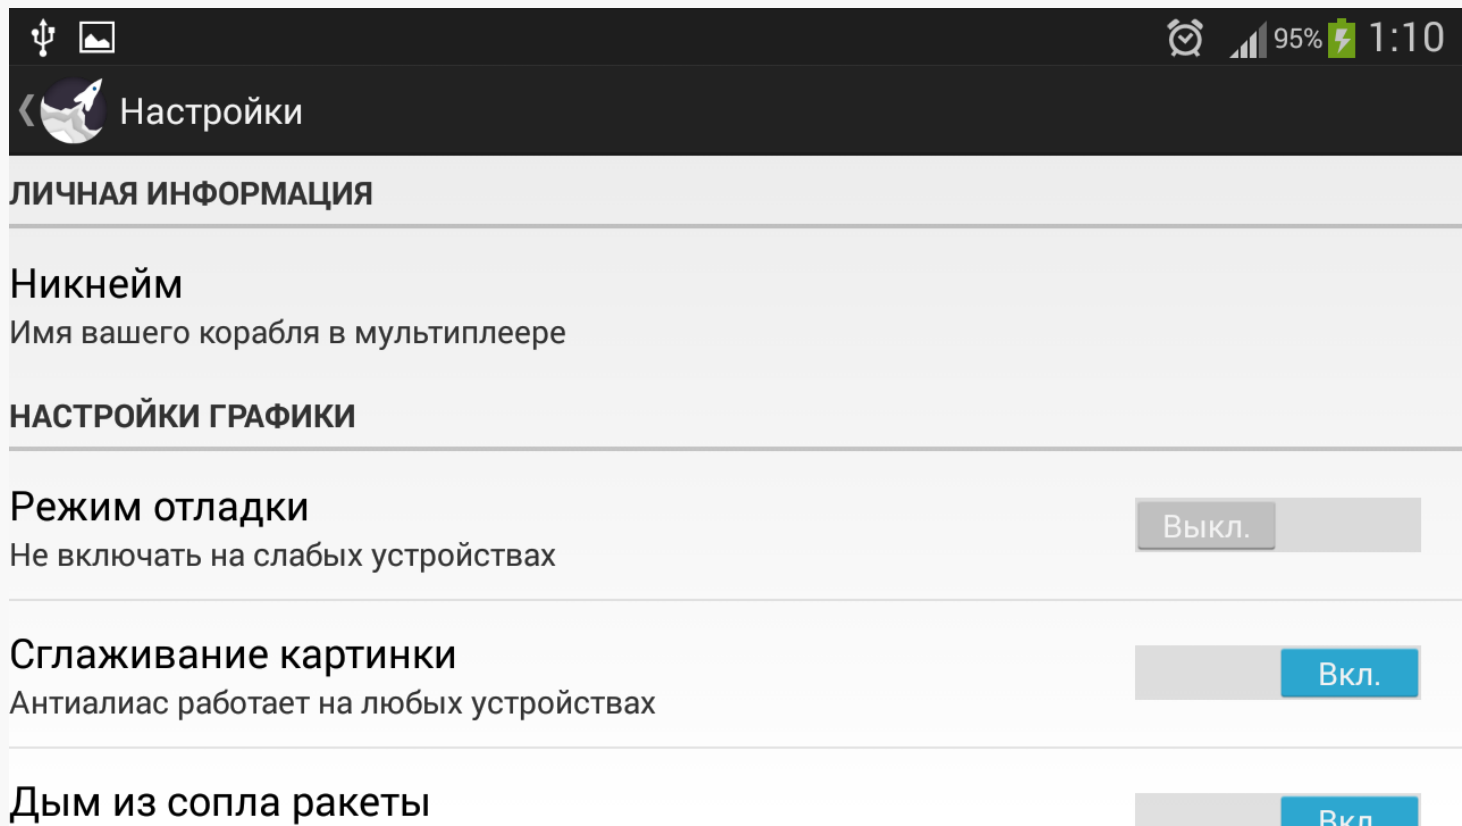 95% 1:10
Настройки
ЛИЧНАЯ ИНФОРМАЦИЯ
Никнейм
Имя вашего корабля в мультиплеере
НАСТРОЙКИ ГРАФИКИ
Режим отладки
Выкл.
Не включать на слабых устройствах
Сглаживание картинки
Вкл.
Антиалиас работает на любых устройствах
Дым из сопла ракеты
Вкл.